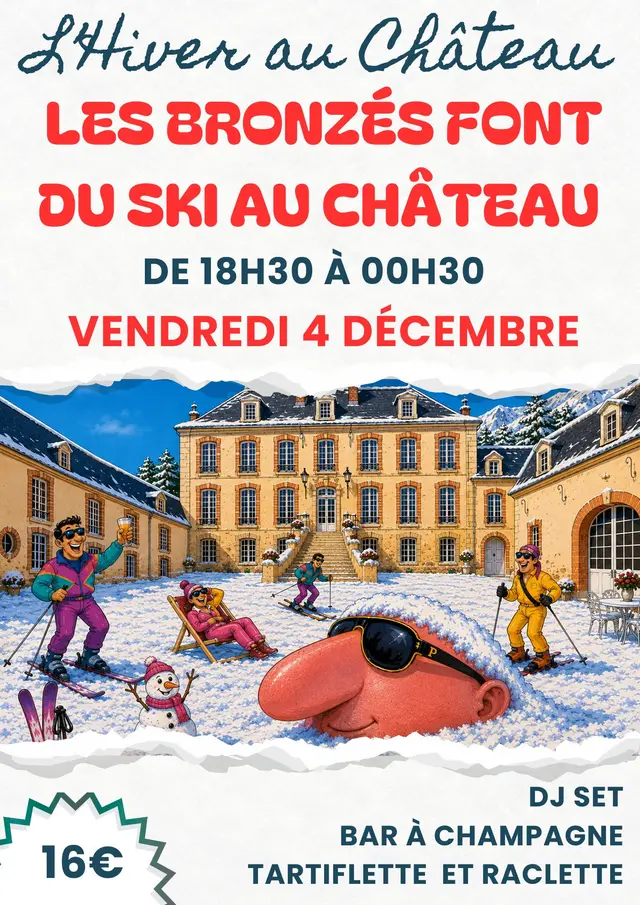 L'Hiver au Château
LES BRONZÉS FONT
DU SKI AU CHÂTEAU
DE 18H30 À 00H30
VENDREDI 4 DÉCEMBRE
P
DJ SET
BAR À CHAMPAGNE
TARTIFLETTE ET RACLETTE
16€